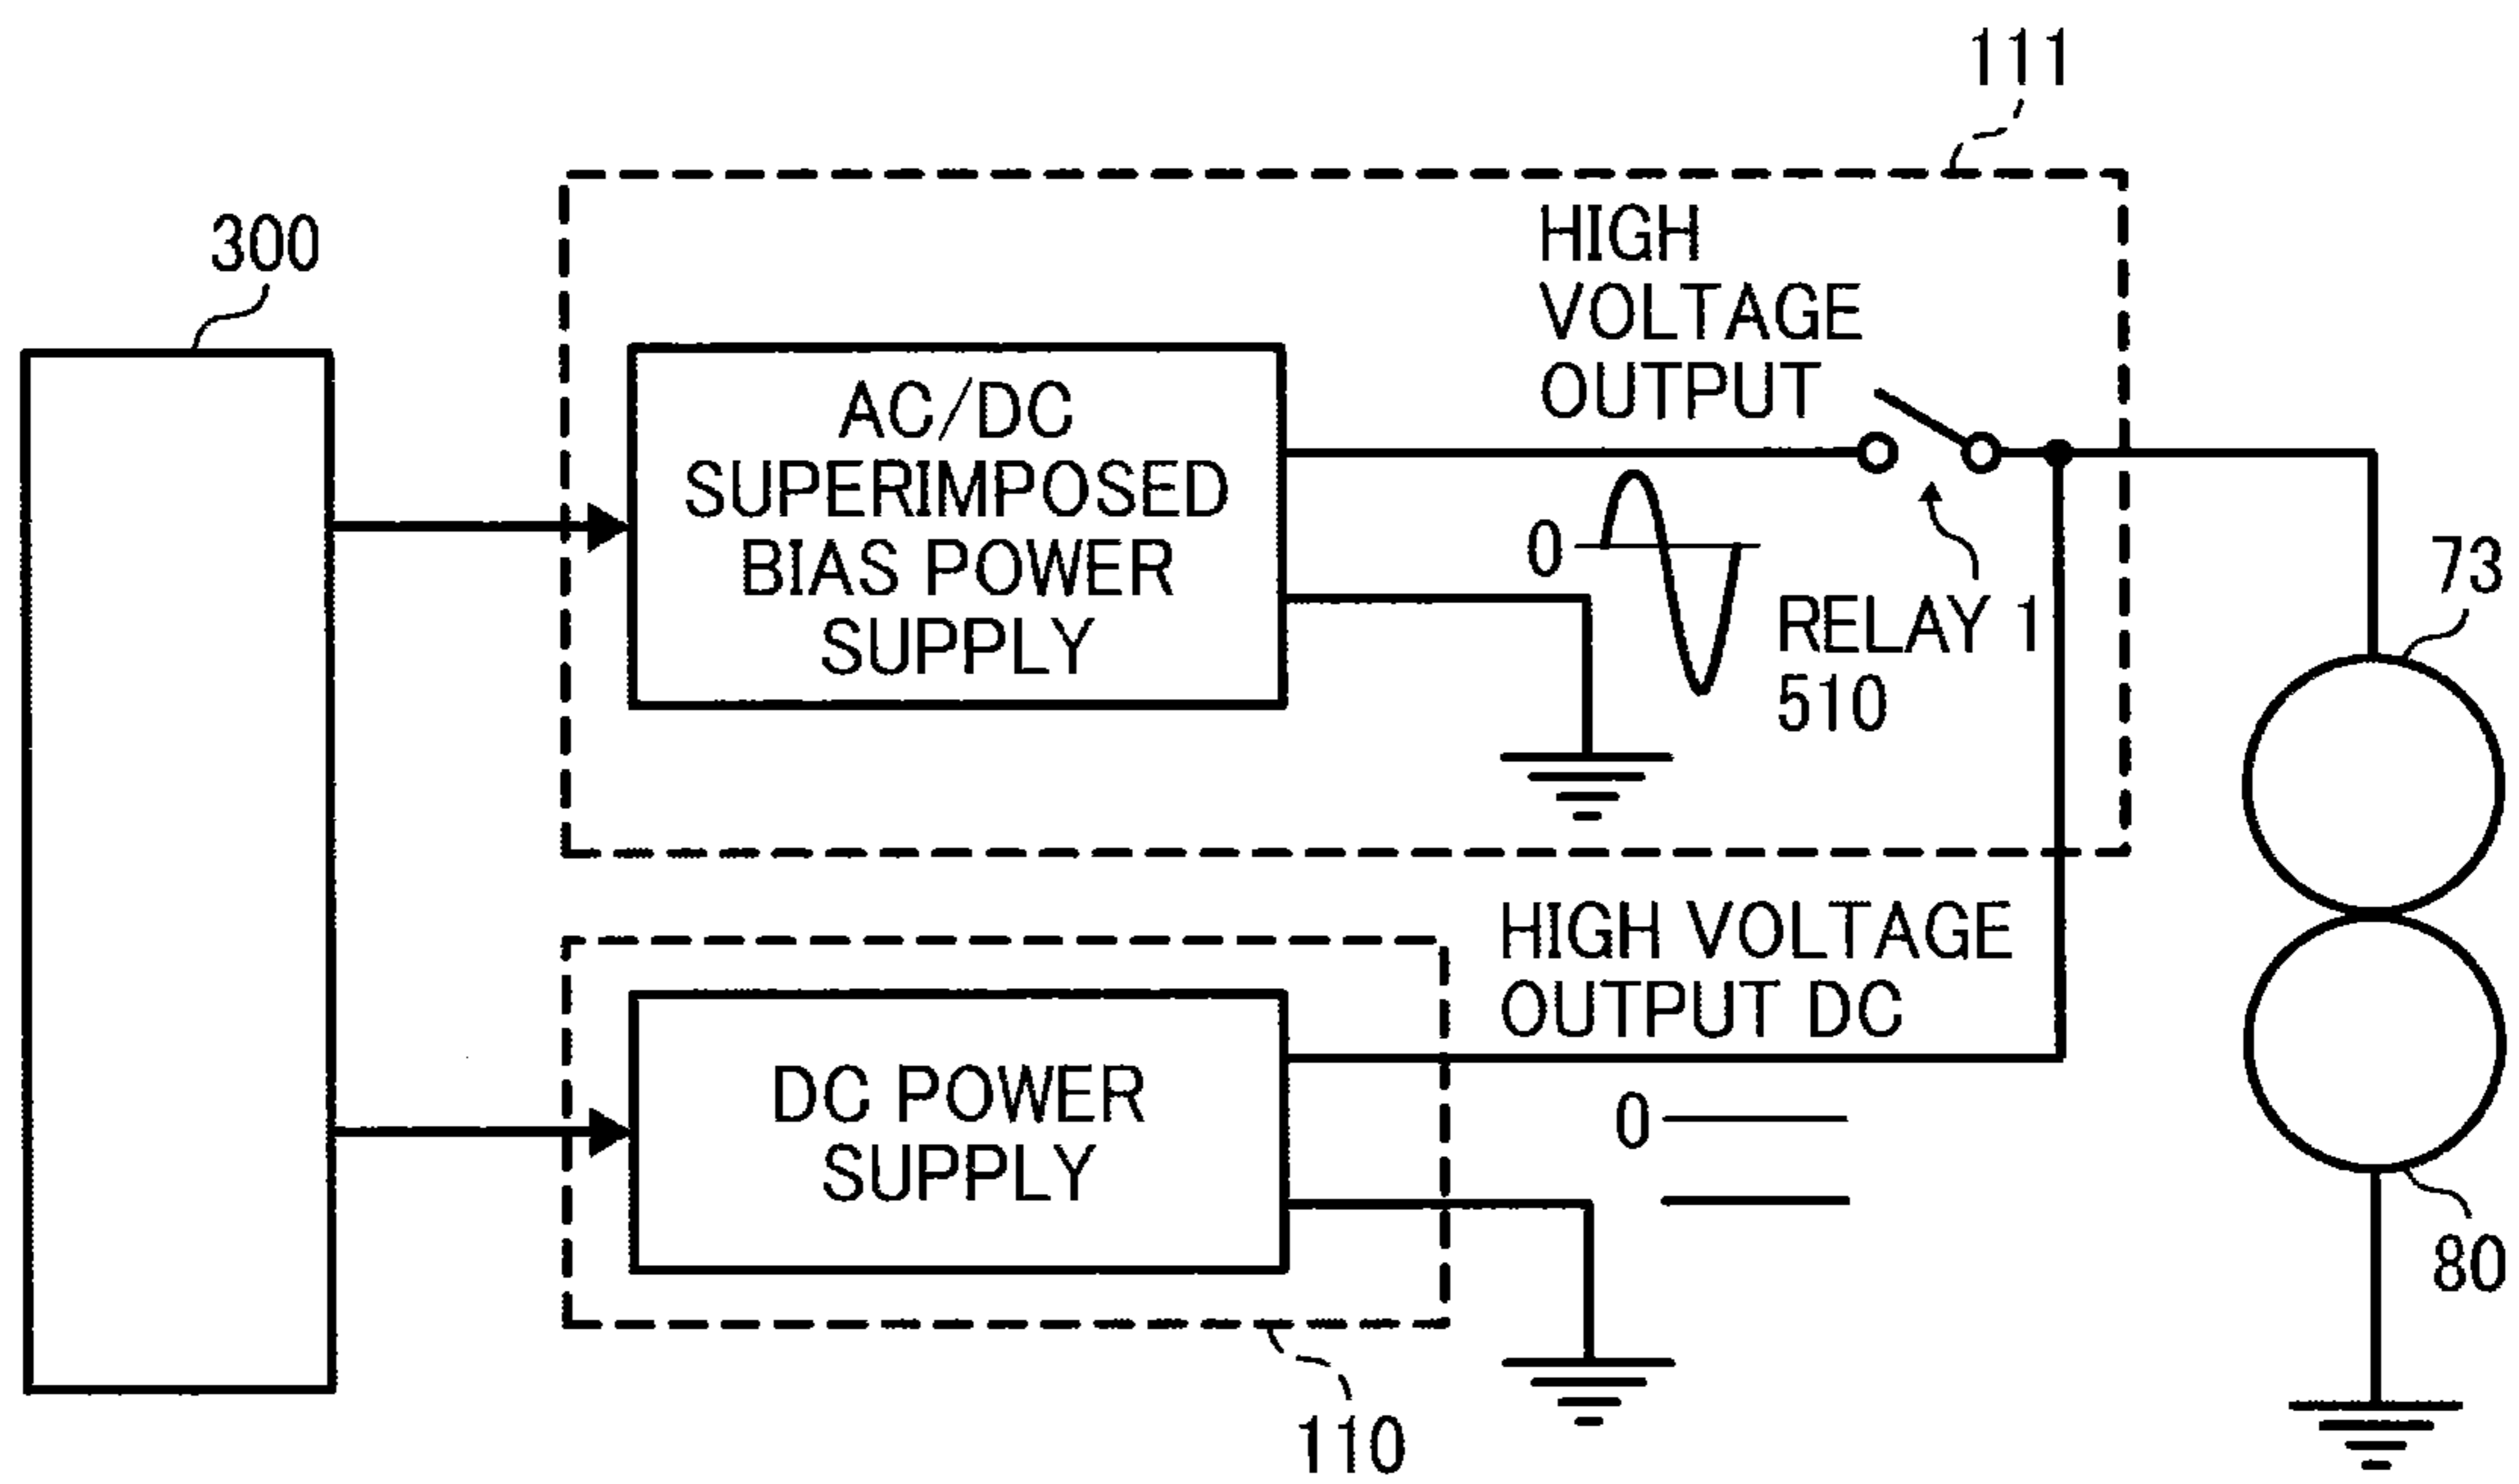 111
300
HIGH
VOLTAGE
OUTPUT
AC/DC
SUPERIMPOSED
BIAS POWER
SUPPLY
0
RELAY 1
510
73
HIGH VOLTAGE
OUTPUT DC
DC POWER
SUPPLY
0
80
110